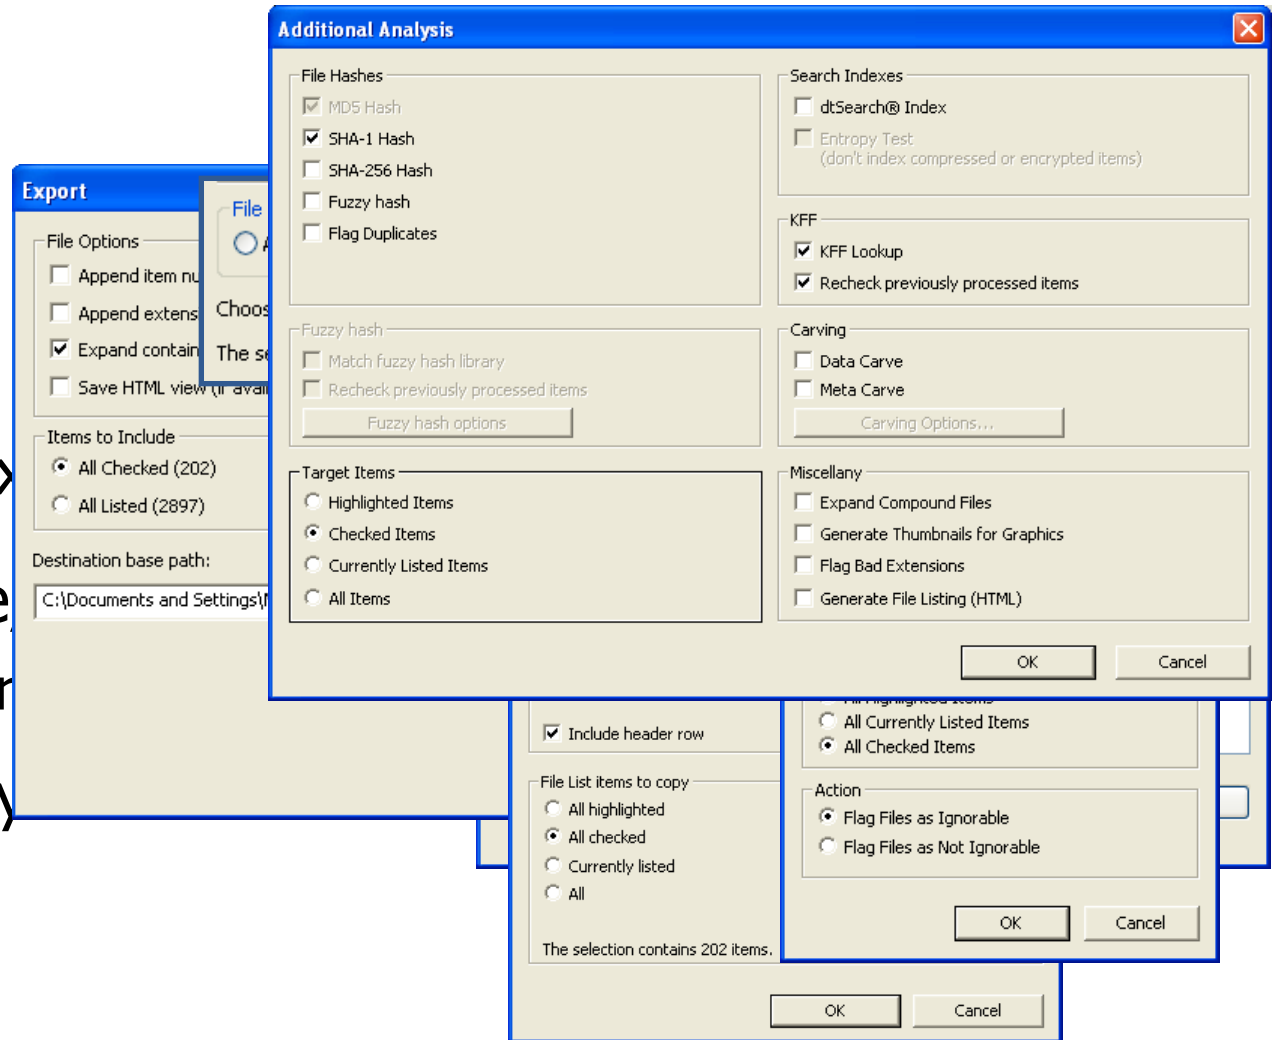 Additional Analysis
File Hashes
MD5 Hash
SHA-1 Hash
SHA-256 Hash
Fuzzy hash
Flag Duplicates
Search Indexes
dtSearch® Index
Entropy Test
(don't index compressed or encrypted items)
KFF
KFF Lookup
Recheck previously processed items
Fuzzy hash
Match fuzzy hash library
Recheck previously processed items
Fuzzy hash options
Carving
Data Carve
Meta Carve
Carving Options...
Target Items
Highlighted Items
Checked Items
Currently Listed Items
All Items
Miscellany
Expand Compound Files
Generate Thumbnails for Graphics
Flag Bad Extensions
Generate File Listing (HTML)
OK
Cancel
Export
File Options
Append item
Append
Expand
Save HTML view
Items to Include
All Checked (202)
All Listed (2897)
Destination base path:
C:\Documents and Settings\
File
The
Include header row
File List items to copy
All highlighted
All checked
Currently listed
All
The selection contains 202 items.
OK
Cancel
All Highlighted Items
All Currently Listed Items
All Checked Items
Action
Flag Files as Ignorable
Flag Files as Not Ignorable
OK
Cancel